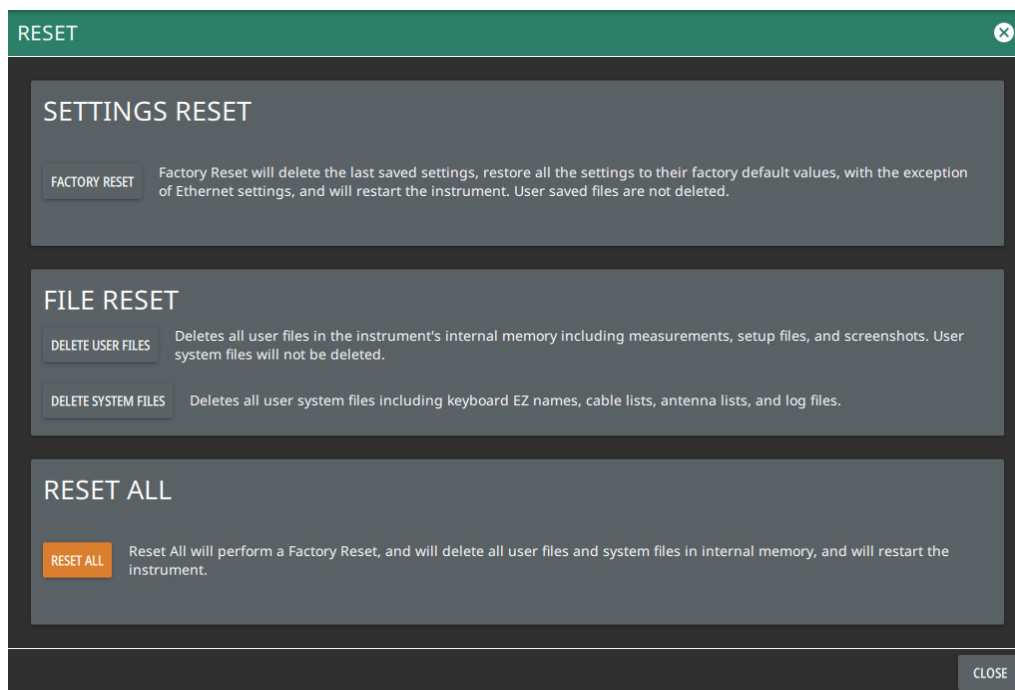 RESET
SETTINGS RESET
FACTORY RESET
Factory Reset will delete the last saved settings, restore all the settings to their factory default values, with the exception
of Ethernet settings, and will restart the instrument. User saved files are not deleted.
FILE RESET
DELETE USER FILES
Deletes all user files in the instrument's internal memory including measurements, setup files, and screenshots. User
system files will not be deleted.
DELETE SYSTEM FILES
Deletes all user system files including keyboard EZ names, cable lists, antenna lists, and log files.
RESET ALL
RESET ALL
Reset All will perform a Factory Reset, and will delete all user files and system files in internal memory, and will restart the
instrument.
CLOSE